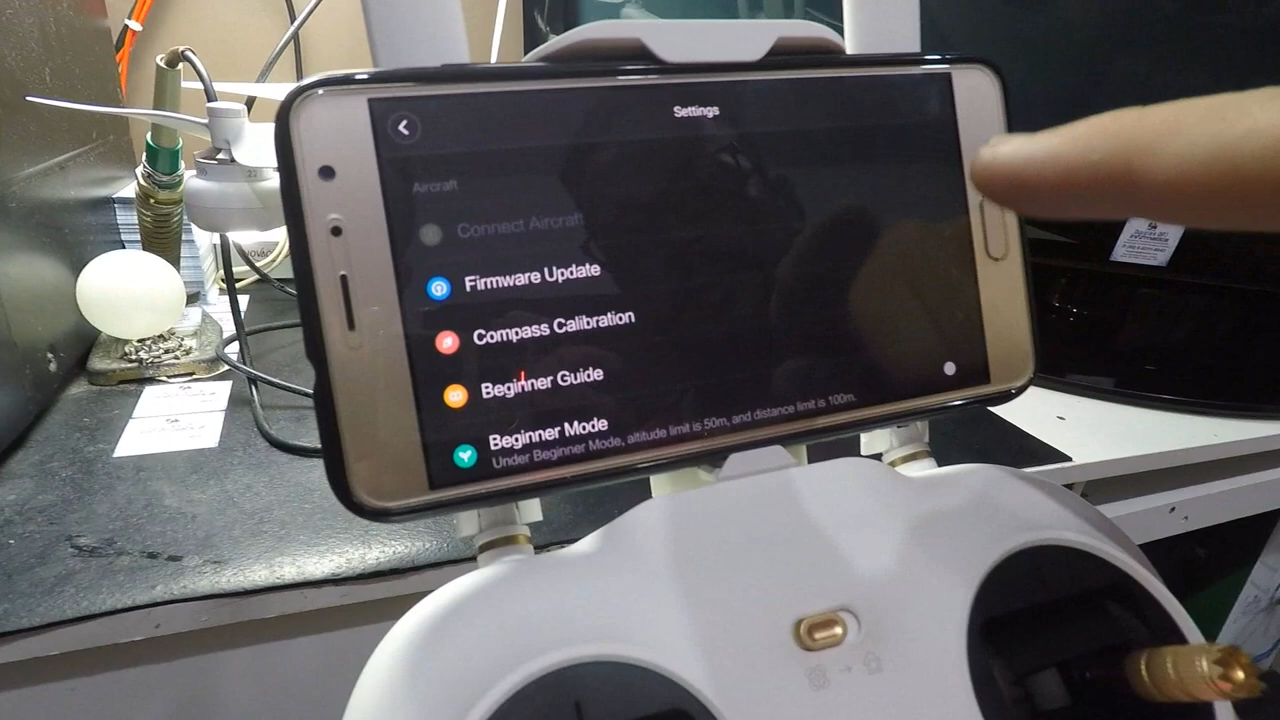 Settings
Aircraft
Connect Aircraft
Firmware Update
Compass Calibration
Beginner Guide
Beginner Mode
Under Beginner Mode, altitude limit is 50m, and distance limit is 100m.